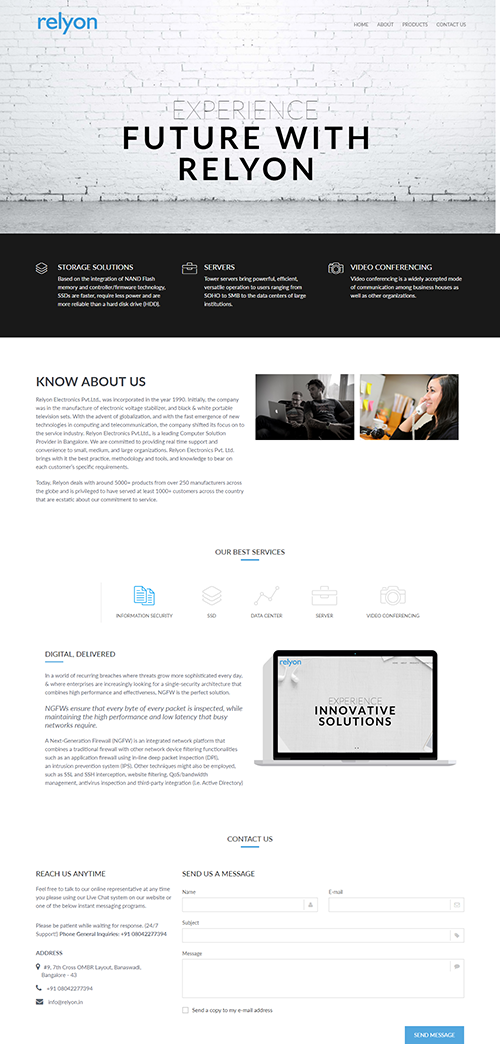 relyon
HOME ABOUT PRODUCTS CONTACT US
EXPERIENCE
FUTURE WITH
RELYON
STORAGE SOLUTIONS
Based on the integration of NAND Flash
memory and controller/firmware technology,
SSDs are faster, require less power and are
more reliable than a hard disk drive (HDD).
SERVERS
Tower servers bring powerful, efficient,
versatile operation to users ranging from
SOHO to SMB to the data centers of large
institutions.
VIDEO CONFERENCING
Video conferencing is a widely accepted mode
of communication among business houses as
well as other organizations.
KNOW ABOUT US
Relyon Electronics Pvt.Ltd., was incorporated in the year 1990. Initially, the company
was in the manufacture of electronic voltage stabilizer, and black & white portable
television sets. With the advent of globalization, and with the fast emergence of new
technologies in computing and telecommunication, the company shifted its focus on to
the service industry. Relyon Electronics Pvt.Ltd., is a leading Computer Solution
Provider in Bangalore. We are committed to providing real time support and
convenience to small, medium, and large organizations. Relyon Electronics Pvt. Ltd.
brings with it the best practice, methodology and tools, and knowledge to bear on
each customer's specific requirements.
Today, Relyon deals with around 5000+ products from over 250 manufacturers across
the globe and is privileged to have served at least 1000+ customers across the country
that are ecstatic about our commitment to service.
OUR BEST SERVICES
INFORMATION SECURITY
SSD
DATA CENTER
SERVER
VIDEO CONFERENCING
DIGITAL, DELIVERED
In a world of recurring breaches where threats grow more sophisticated every day,
& where enterprises are increasingly looking for a single-security architecture that
combines high performance and effectiveness, NGFW is the perfect solution.
NGFWs ensure that every byte of every packet is inspected, while
maintaining the high performance and low latency that busy
networks require.
A Next-Generation Firewall (NGFW) is an integrated network platform that
combines a traditional firewall with other network device filtering functionalities
such as an application firewall using in-line deep packet inspection (DPI),
an intrusion prevention system (IPS). Other techniques might also be employed,
such as SSL and SSH interception, website filtering, QoS/bandwidth
management, antivirus inspection and third-party integration (i.e. Active Directory)
relyon
EXPERIENCE
INNOVATIVE
SOLUTIONS
CONTACT US
REACH US ANYTIME
Feel free to talk to our online representative at any time
you please using our Live Chat system on our website or
one of the below instant messaging programs.
Please be patient while waiting for response. (24/7
Support!) Phone General Inquiries: +91 08042277394
ADDRESS
#9, 7th Cross OMBR Layout, Banaswadi,
Bangalore - 43
+91 08042277394
info@relyon.in
SEND US A MESSAGE
Name
E-mail
Subject
Message
Send a copy to my e-mail address
SEND MESSAGE